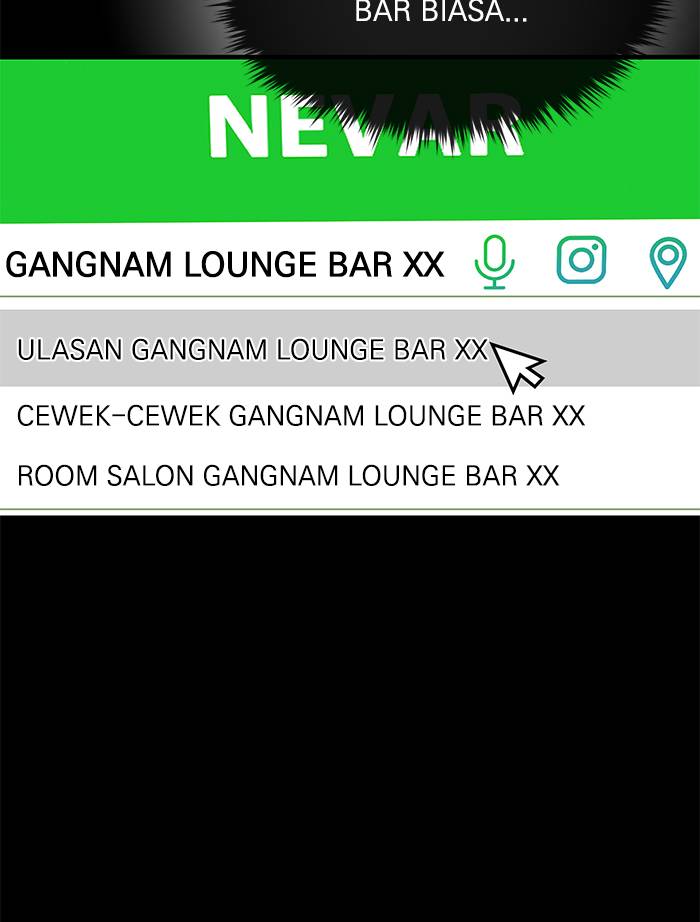 BAR BIASA...
NEVAR
GANGNAM LOUNGE BAR XX
ULASAN GANGNAM LOUNGE BAR XX
CEWEK-CEWEK GANGNAM LOUNGE BAR XX
ROOM SALON GANGNAM LOUNGE BAR XX